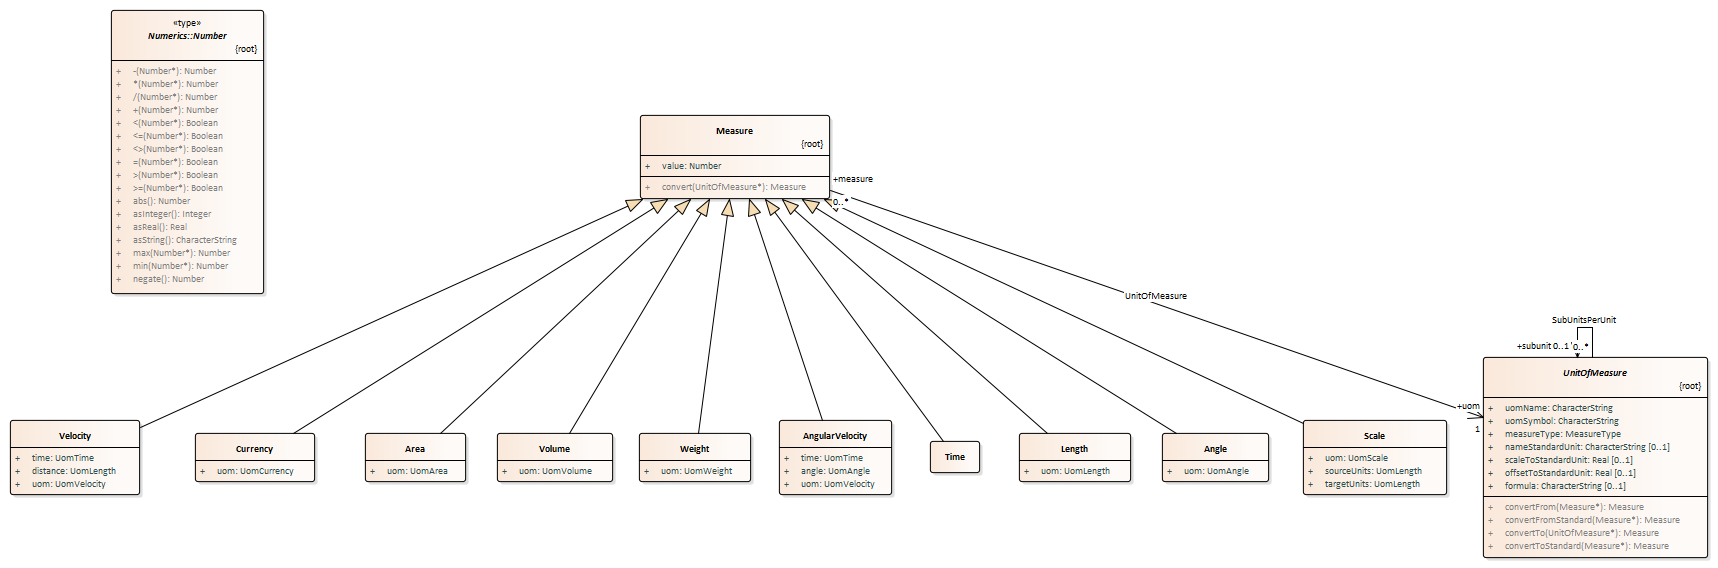 «type»
Numerics::Number
{root}
+ -(Number*): Number
+ *(Number*): Number
+ /(Number*): Number
+ +(Number*): Number
+ <(Number*): Boolean
+ <=(Number*): Boolean
+ <>(Number*): Boolean
+ =(Number*): Boolean
+ >(Number*): Boolean
+ >=(Number*): Boolean
+ abs(): Number
+ asInteger(): Integer
+ asReal(): Real
+ asString(): CharacterString
+ max(Number*): Number
+ min(Number*): Number
+ negate(): Number
Measure
{root}
+ value: Number
+ convert(UnitOfMeasure*): Measure
+measure
0..*
UnitOfMeasure
+uom
1
SubUnitsPerUnit
+subunit 0..1
0..*
UnitOfMeasure
{root}
+ uomName: CharacterString
+ uomSymbol: CharacterString
+ measureType: MeasureType
+ nameStandardUnit: CharacterString [0..1]
+ scaleToStandardUnit: Real [0..1]
+ offsetToStandardUnit: Real [0..1]
+ formula: CharacterString [0..1]
+ convertFrom(Measure*): Measure
+ convertFromStandard(Measure*): Measure
+ convertTo(UnitOfMeasure*): Measure
+ convertToStandard(Measure*): Measure
Velocity
+ time: UomTime
+ distance: UomLength
+ uom: UomVelocity
Currency
+ uom: UomCurrency
Area
+ uom: UomArea
Volume
+ uom: UomVolume
Weight
+ uom: UomWeight
AngularVelocity
+ time: UomTime
+ angle: UomAngle
+ uom: UomVelocity
Time
Length
+ uom: UomLength
Angle
+ uom: UomAngle
Scale
+ uom: UomScale
+ sourceUnits: UomLength
+ targetUnits: UomLength